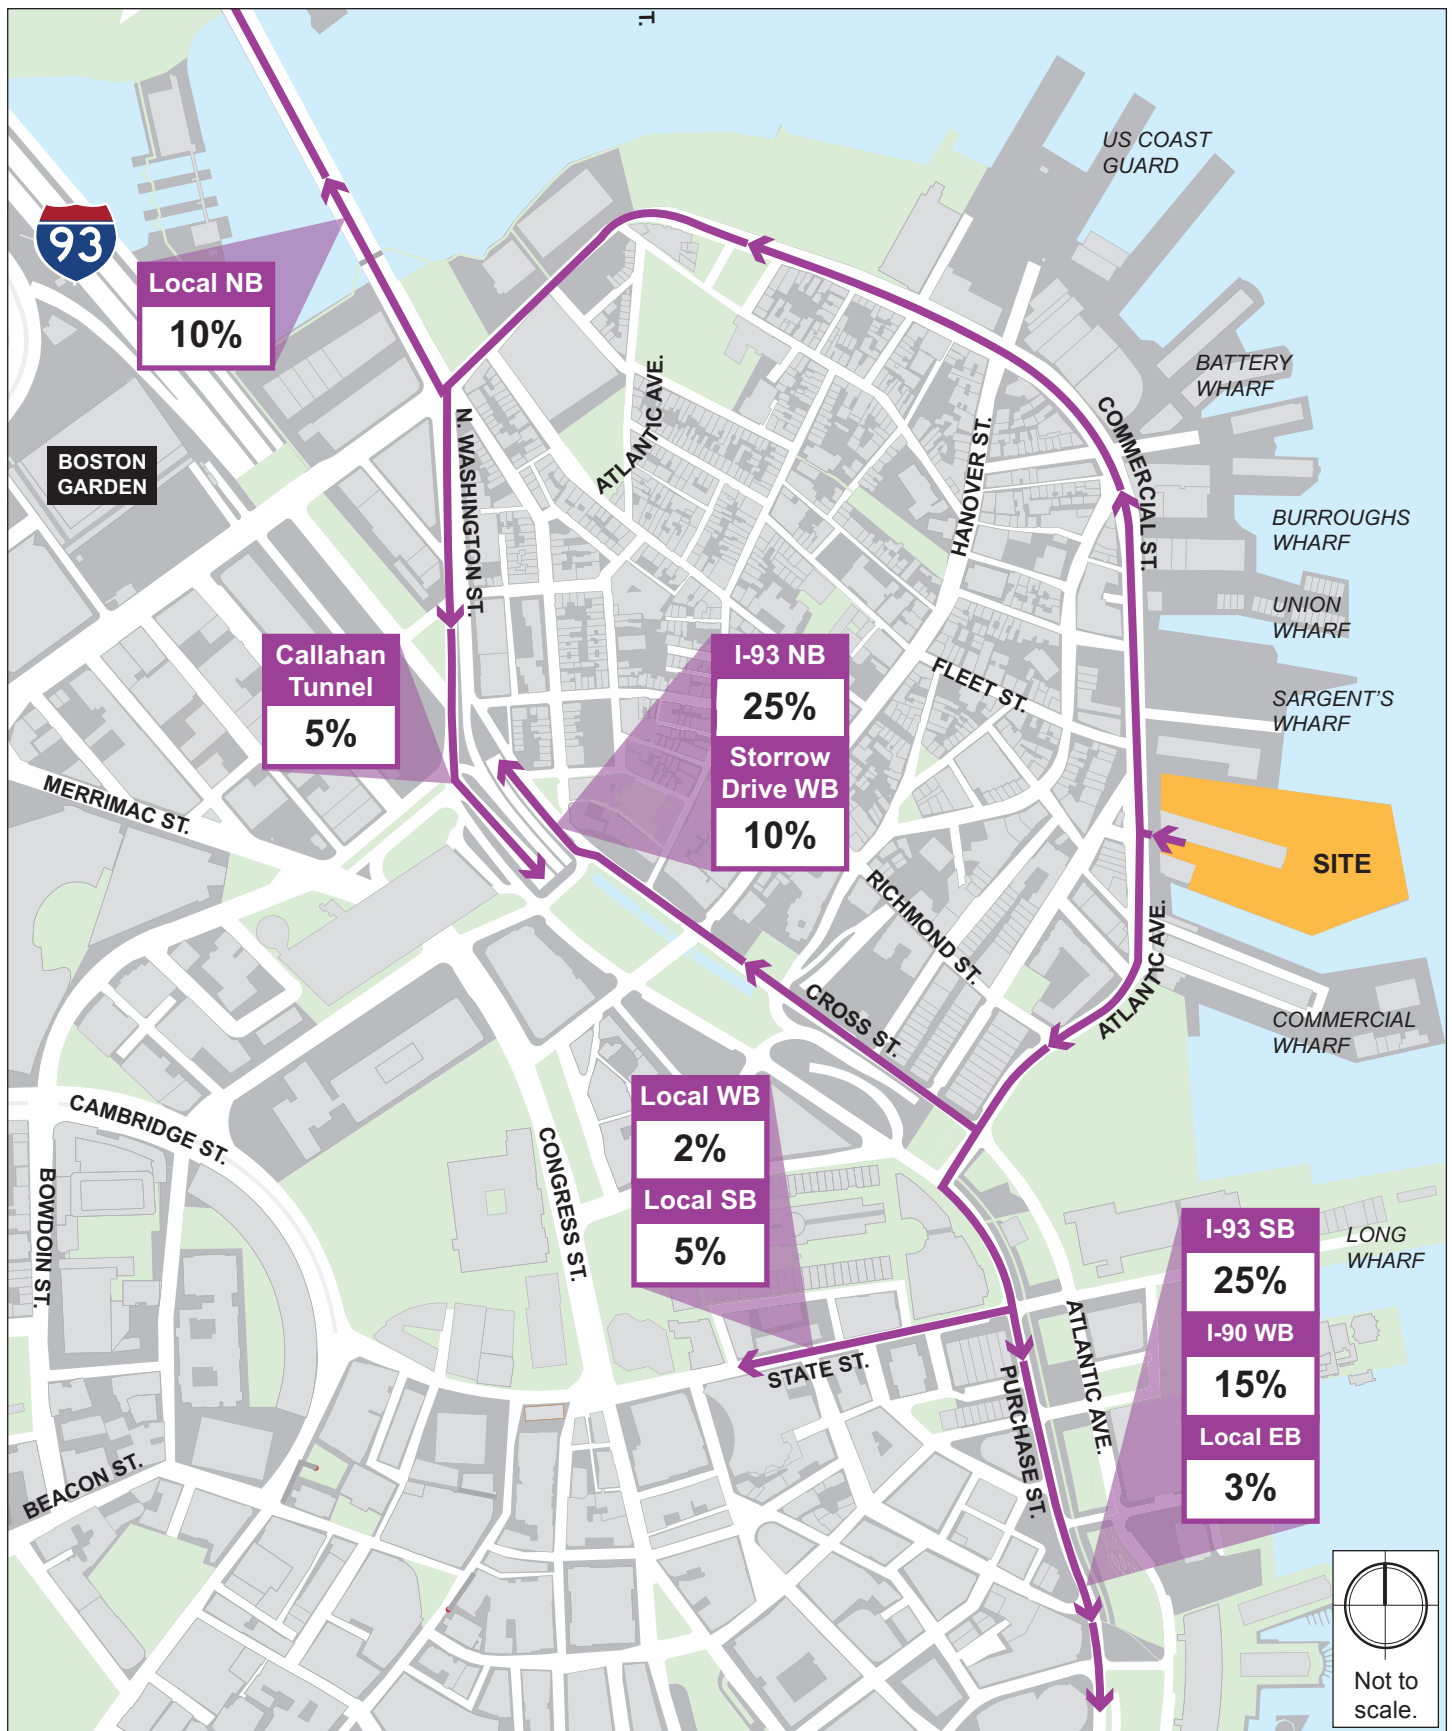 T.
US COAST
GUARD
93
Local NB
10%
BATTERY
WHARF
ATLANTIC AVE.
COMMERCIAL ST.
HANOVER ST.
N. WASHINGTON ST.
BOSTON
GARDEN
BURROUGHS
WHARF
UNION
WHARF
Callahan
Tunnel
5%
I-93 NB
25%
Storrow
Drive WB
10%
FLEET ST.
SARGENT'S
WHARF
MERRIMAC ST.
SITE
RICHMOND ST.
ATLANTIC AVE.
CROSS ST.
COMMERCIAL
WHARF
Local WB
2%
Local SB
5%
CAMBRIDGE ST.
CONGRESS ST.
BOWDOIN ST.
I-93 SB
25%
I-90 WB
15%
Local EB
3%
LONG
WHARF
ATLANTIC AVE.
STATE ST.
PURCHASE ST.
BEACON ST.
Not to
scale.